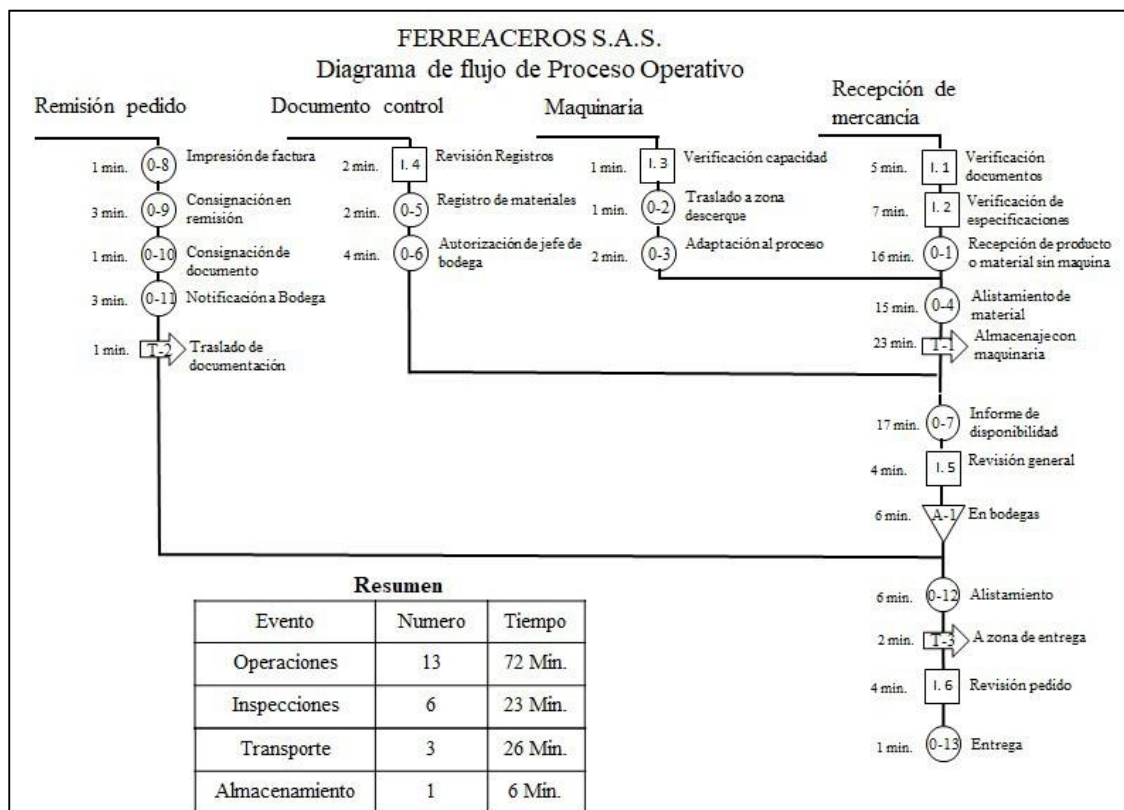 FERREACEROS S.A.S.
Diagrama de flujo de Proceso Operativo
Remisión pedido
1 min.
0-8
Impresión de factura
3 min.
0-9
Consignación en
remisión
1 min.
0-10
Consignación de
documento
3 min.
0-11
Notificación a Bodega
1 min.
T-2
Traslado de
documentación
Documento control
2 min.
I. 4
Revisión Registros
2 min.
0-5
Registro de materiales
4 min.
0-6
Autorización de jefe de
bodega
Maquinaría
1 min.
I. 3
Verificación capacidad
1 min.
0-2
Traslado a zona
descerque
2 min.
0-3
Adaptación al proceso
Recepción de
mercancía
5 min.
I. 1
Verificación
documentos
7 min.
I. 2
Verificación de
especificaciones
16 min.
0-1
Recepción de producto
o material sin maquina
15 min.
0-4
Alistamiento de
material
23 min.
T-1
Almacenaje con
maquinaria
17 min.
0-7
Informe de
disponibilidad
4 min.
I. 5
Revisión general
6 min.
A-1
En bodegas
6 min.
0-12
Alistamiento
2 min.
T-3
A zona de entrega
4 min.
I. 6
Revisión pedido
1 min.
0-13
Entrega
Resumen
Evento Numero Tiempo
Operaciones 13 72 Min.
Inspecciones 6 23 Min.
Transporte 3 26 Min.
Almacenamiento 1 6 Min.